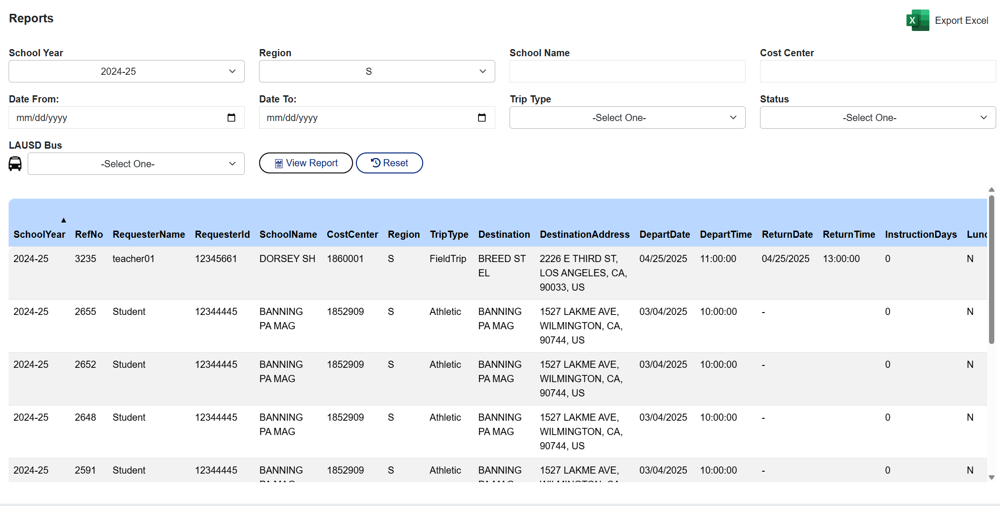 Reports
Export Excel
School Year
Region
School Name
Cost Center
2024-25
S
Date From:
Date To:
Trip Type
Status
mm/dd/yyyy
mm/dd/yyyy
-Select One-
-Select One-
LAUSD Bus
-Select One-
View Report
Reset
SchoolYear RefNo RequesterName RequesterId SchoolName CostCenter Region TripType Destination DestinationAddress DepartDate DepartTime ReturnDate ReturnTime InstructionDays Lunc
2024-25 3235 teacher01 12345661 DORSEY SH 1860001 S FieldTrip BREED ST 2226 E THIRD ST, 04/25/2025 11:00:00 04/25/2025 13:00:00 0 N
EL LOS ANGELES, CA,
90033, US
2024-25 2655 Student 12344445 BANNING 1852909 S Athletic BANNING 1527 LAKME AVE, 03/04/2025 10:00:00 - 0 N
PA MAG PA MAG WILMINGTON, CA,
90744, US
2024-25 2652 Student 12344445 BANNING 1852909 S Athletic BANNING 1527 LAKME AVE, 03/04/2025 10:00:00 - 0 N
PA MAG PA MAG WILMINGTON, CA,
90744, US
2024-25 2648 Student 12344445 BANNING 1852909 S Athletic BANNING 1527 LAKME AVE, 03/04/2025 10:00:00 - 0 N
PA MAG PA MAG WILMINGTON, CA,
90744, US
2024-25 2591 Student 12344445 BANNING 1852909 S Athletic BANNING 1527 LAKME AVE, 03/04/2025 10:00:00 - 0 N